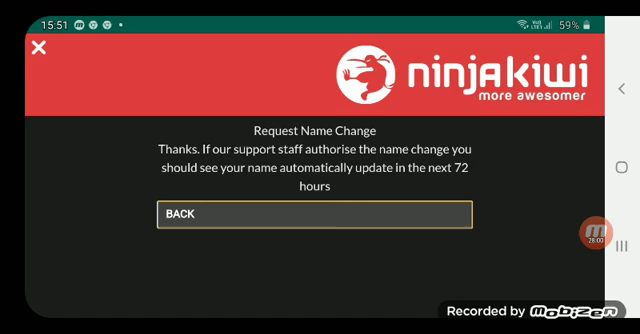 15:51
59%
ninjakiwi
more awesomer
Request Name Change
Thanks. If our support staff authorise the name change you
should see your name automatically update in the next 72
hours
BACK
28:00
Recorded by mobizen